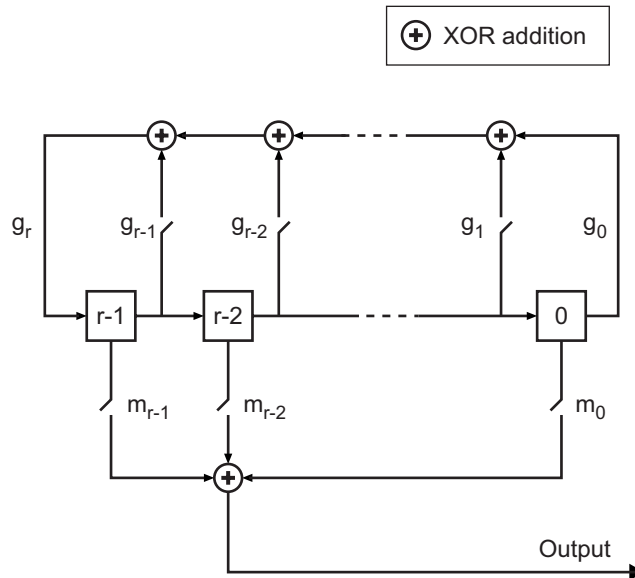 XOR addition
g_r g_{r-1} g_{r-2} g_1 g_0
r-1 r-2 0
m_{r-1} m_{r-2} m_0
Output